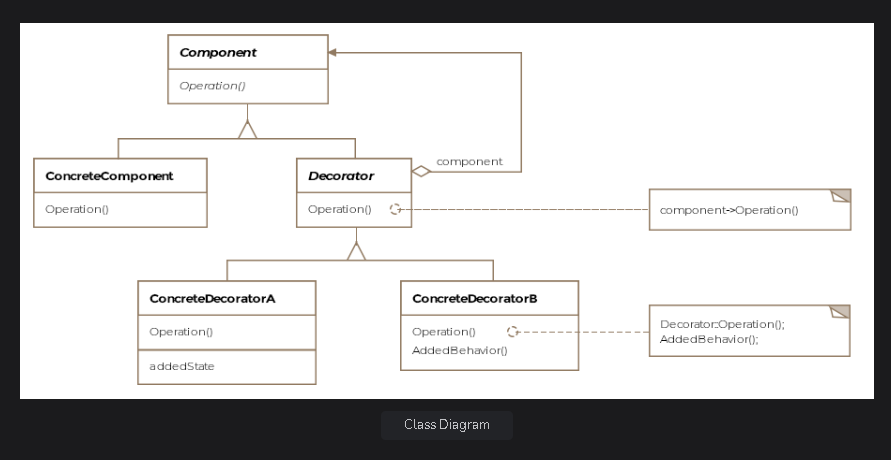 Component
Operation()
component
ConcreteComponent
Operation()
Decorator
Operation()
component->Operation()
ConcreteDecoratorA
Operation()
addedState
ConcreteDecoratorB
Operation()
AddedBehavior()
Decorator::Operation();
AddedBehavior();
Class Diagram